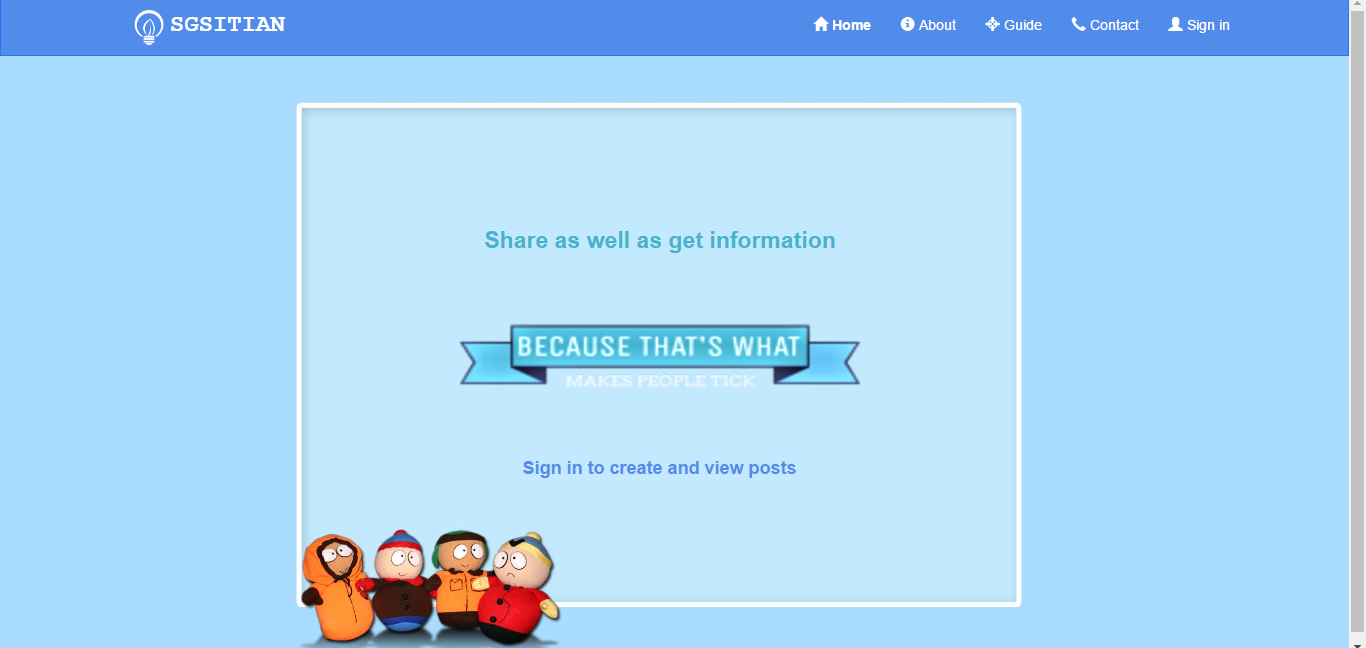 SGSITIAN
Home About Guide Contact Sign in
Share as well as get information
BECAUSE THAT'S WHAT
MAKES PEOPLE TICK
Sign in to create and view posts